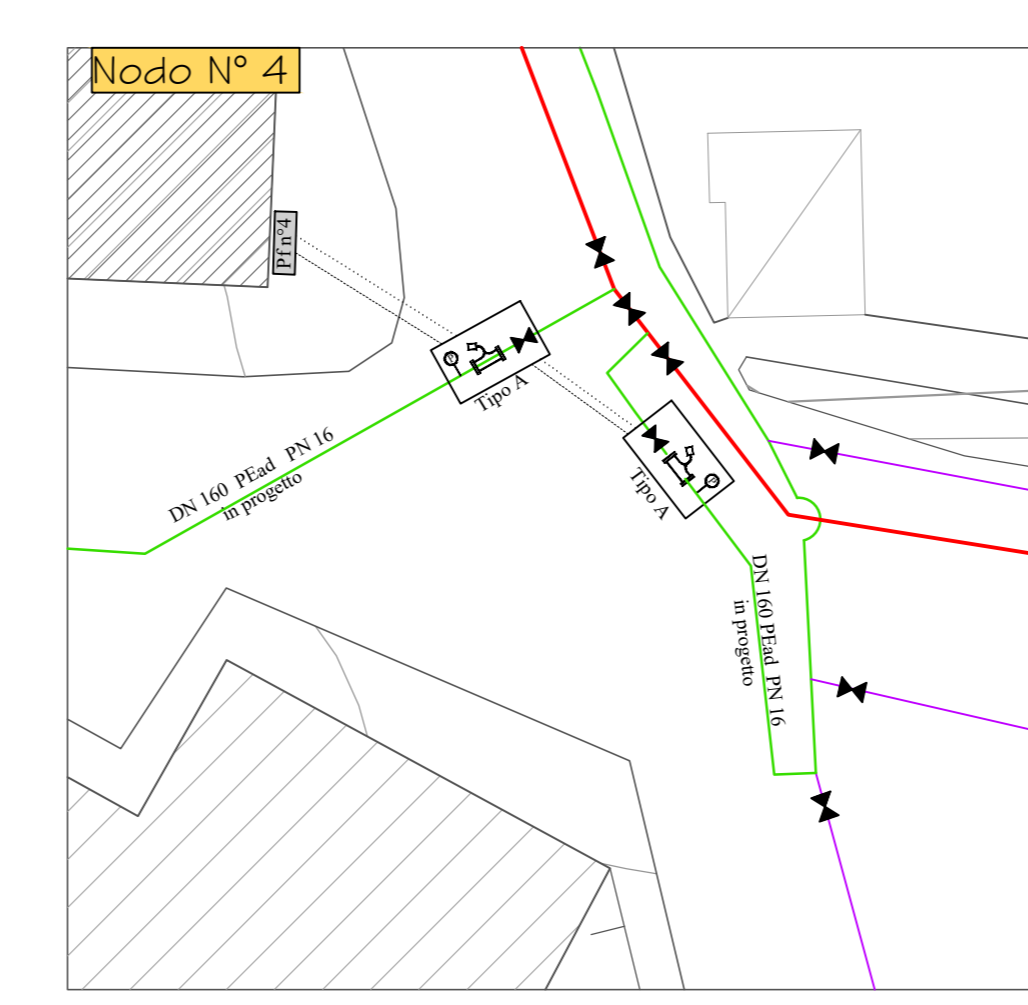 Nodo N° 4
Pf n°4
Tipo A
DN 160 PEad PN 16
in progetto
Tipo A
DN 160 PEad PN 16
in progetto